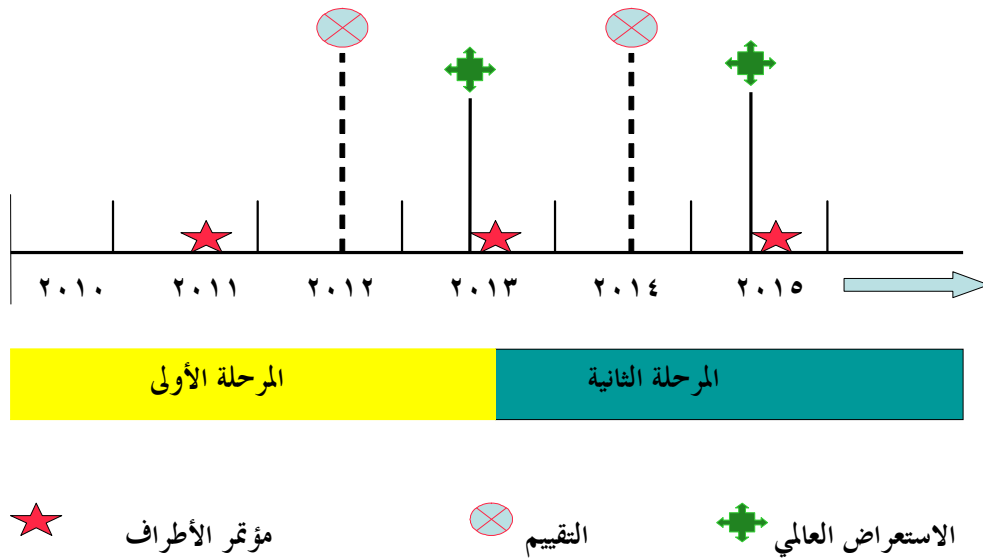 ٢٠١٠ ٢٠١١ ٢٠١٢ ٢٠١٣ ٢٠١٤ ٢٠١٥
المرحلة الأولى المرحلة الثانية
مؤتمر الأطراف التقييم الاستعراض العالمي